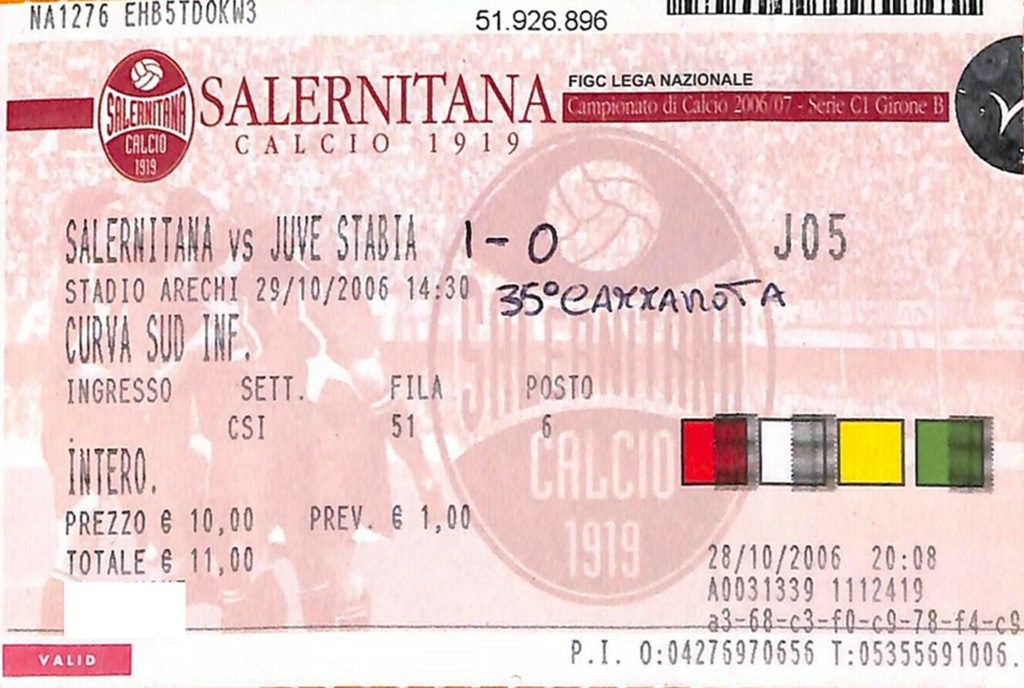 NA1276 EHB5TDOKW3
51.926.896
SALERNITANA
CALCIO
1919
SALERNITANA
CALCIO 1919
FIGC LEGA NAZIONALE
Campionato di Calcio 2006/07 - Serie C1 Girone B
SALERNITANA vs JUVE STABIA 1-0 J05
STADIO ARECHI 29/10/2006 14:30 35° CAXXAROTA
CURVA SUD INF.
INGRESSO SETT. FILA POSTO
CSI 51 6
INTERO.
PREZZO € 10,00 PREV. € 1,00
TOTALE € 11,00
SALERNITANA
CALCIO
1919
28/10/2006 20:08
A0031339 1112419
a3-68-c3-f0-c9-78-f4-c9
VALID
P.I. O:04276970656 T:05355691006.